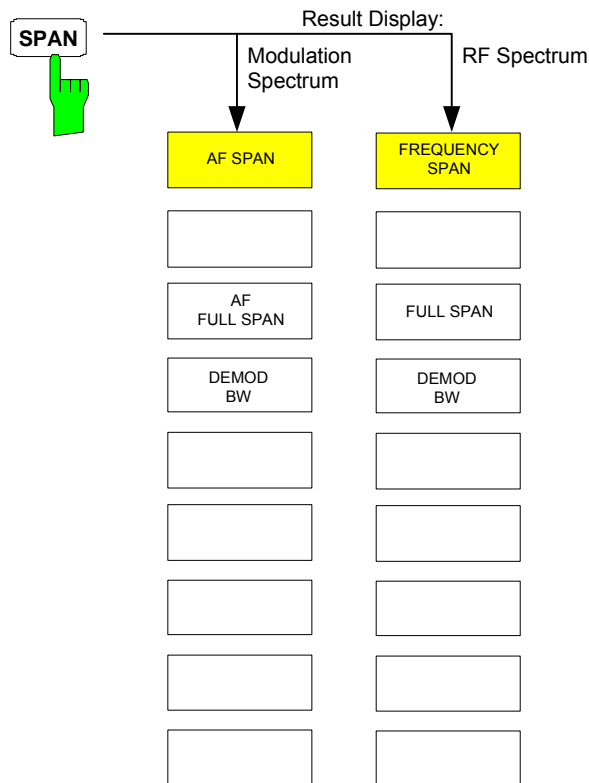 SPAN
Result Display:
Modulation
Spectrum
RF Spectrum
AF SPAN
FREQUENCY
SPAN
AF
FULL SPAN
FULL SPAN
DEMOD
BW
DEMOD
BW